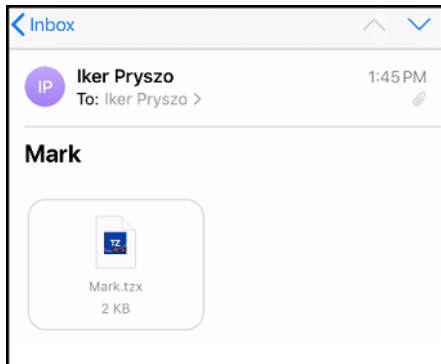 Inbox
IP
Iker Pryszo
1:45 PM
To: Iker Pryszo
Mark
TZ
Mark.tzx
2 KB